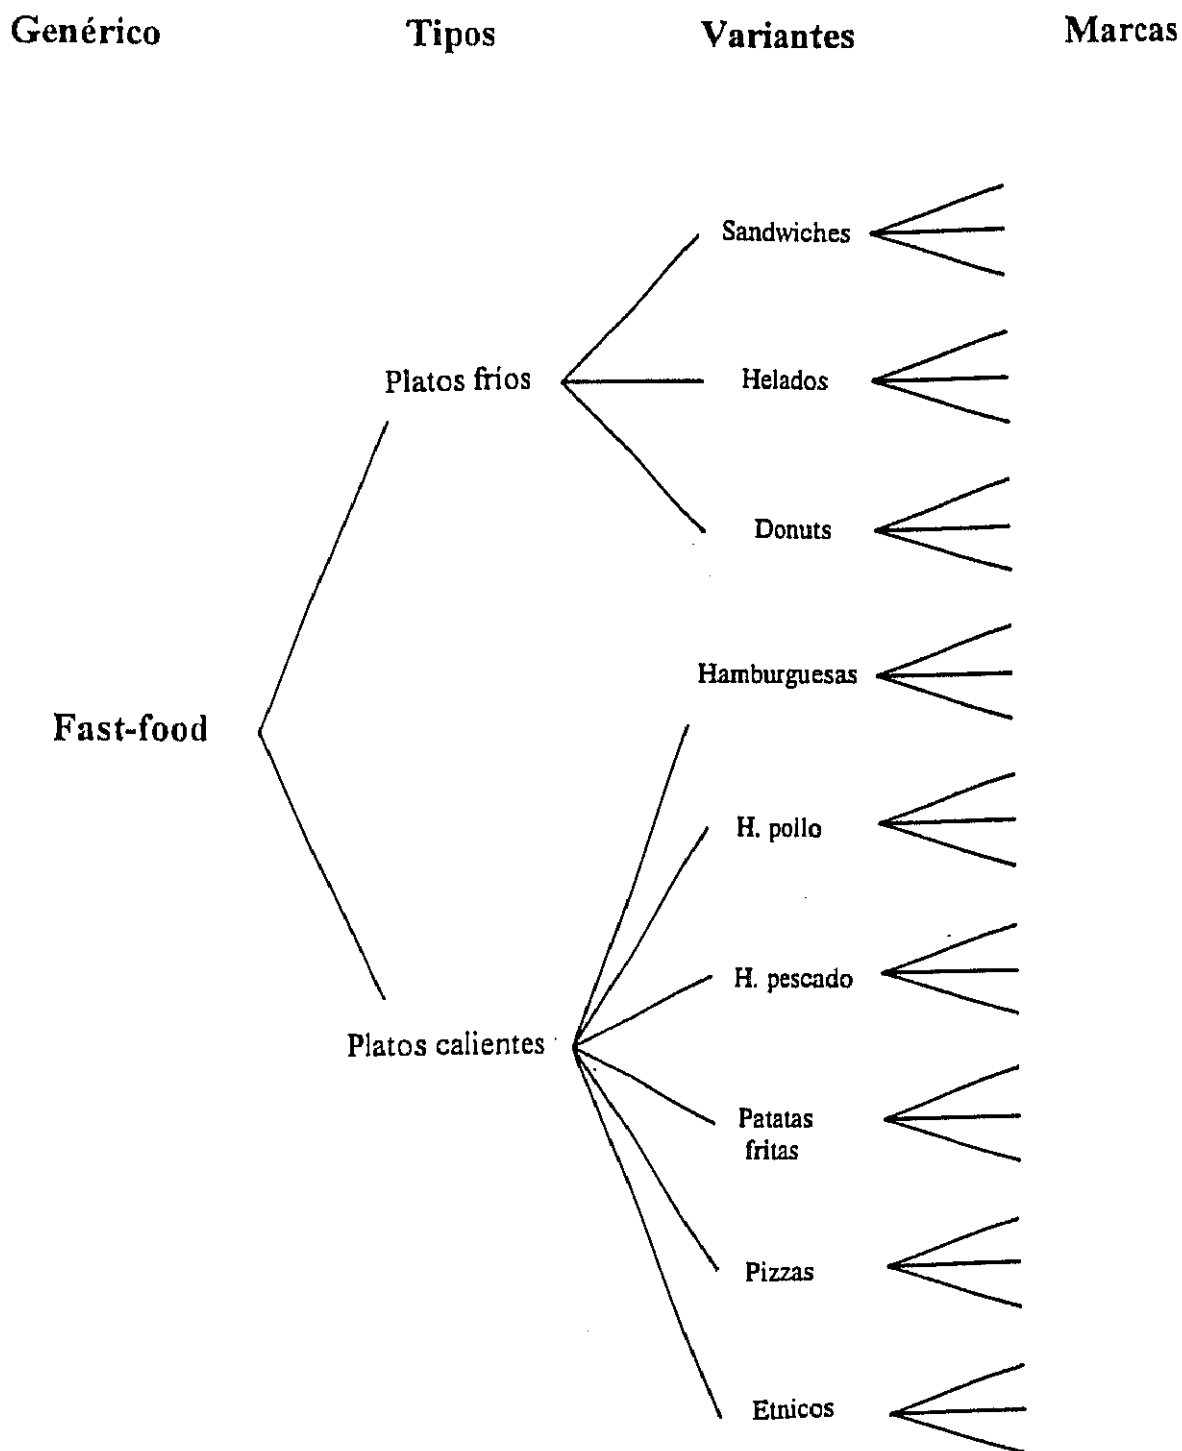 Genérico Tipos Variantes Marcas
Sandwiches
Platos fríos Helados
Donuts
Hamburguesas
Fast-food
H. pollo
H. pescado
Platos calientes
Patatas
fritas
Pizzas
Etnicos